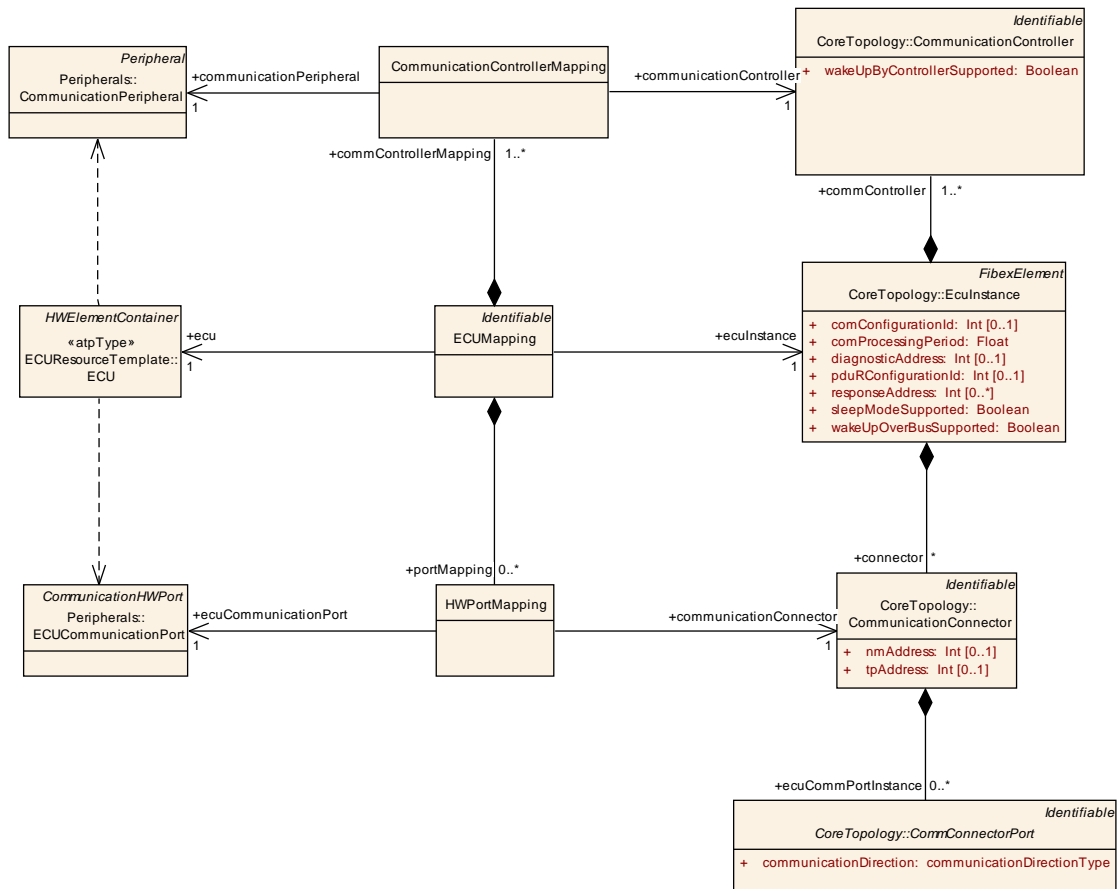 Identifiable
CoreTopology::CommunicationController
+ wakeUpByControllerSupported: Boolean
Peripheral
Peripherals::
CommunicationPeripheral
CommunicationControllerMapping
+communicationPeripheral
1
+communicationController
1
+commControllerMapping
1..*
+commController
1..*
FibexElement
CoreTopology::EcuInstance
+ comConfigurationId: Int [0..1]
+ comProcessingPeriod: Float
+ diagnosticAddress: Int [0..1]
+ pduRConfigurationId: Int [0..1]
+ responseAddress: Int [0..*]
+ sleepModeSupported: Boolean
+ wakeUpOverBusSupported: Boolean
HWElementContainer
«atpType»
ECUResourceTemplate::
ECU
+ecu
1
Identifiable
ECUMapping
+ecuInstance
1
+portMapping
0..*
+connector
*
CommunicationHWPort
Peripherals::
ECUCommunicationPort
+ecuCommunicationPort
1
HWPortMapping
+communicationConnector
1
Identifiable
CoreTopology::
CommunicationConnector
+ nmAddress: Int [0..1]
+ tpAddress: Int [0..1]
+ecuCommPortInstance
0..*
Identifiable
CoreTopology::CommConnectorPort
+ communicationDirection: communicationDirectionType